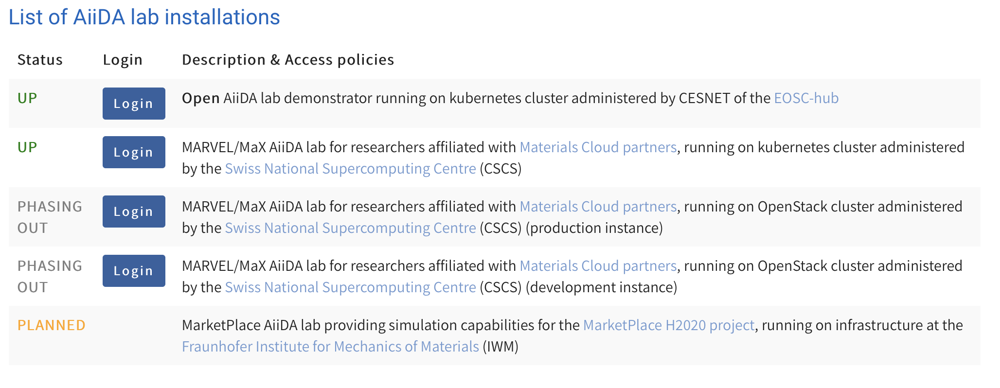 List of AiiDA lab installations
Status Login Description & Access policies
UP Login Open AiiDA lab demonstrator running on kubernetes cluster administered by CESNET of the EOSC-hub
UP Login MARVEL/MaX AiiDA lab for researchers affiliated with Materials Cloud partners, running on kubernetes cluster administered
by the Swiss National Supercomputing Centre (CSCS)
PHASING Login MARVEL/MaX AiiDA lab for researchers affiliated with Materials Cloud partners, running on OpenStack cluster administered
OUT by the Swiss National Supercomputing Centre (CSCS) (production instance)
PHASING Login MARVEL/MaX AiiDA lab for researchers affiliated with Materials Cloud partners, running on OpenStack cluster administered
OUT by the Swiss National Supercomputing Centre (CSCS) (development instance)
PLANNED MarketPlace AiiDA lab providing simulation capabilities for the MarketPlace H2020 project, running on infrastructure at the
Fraunhofer Institute for Mechanics of Materials (IWM)